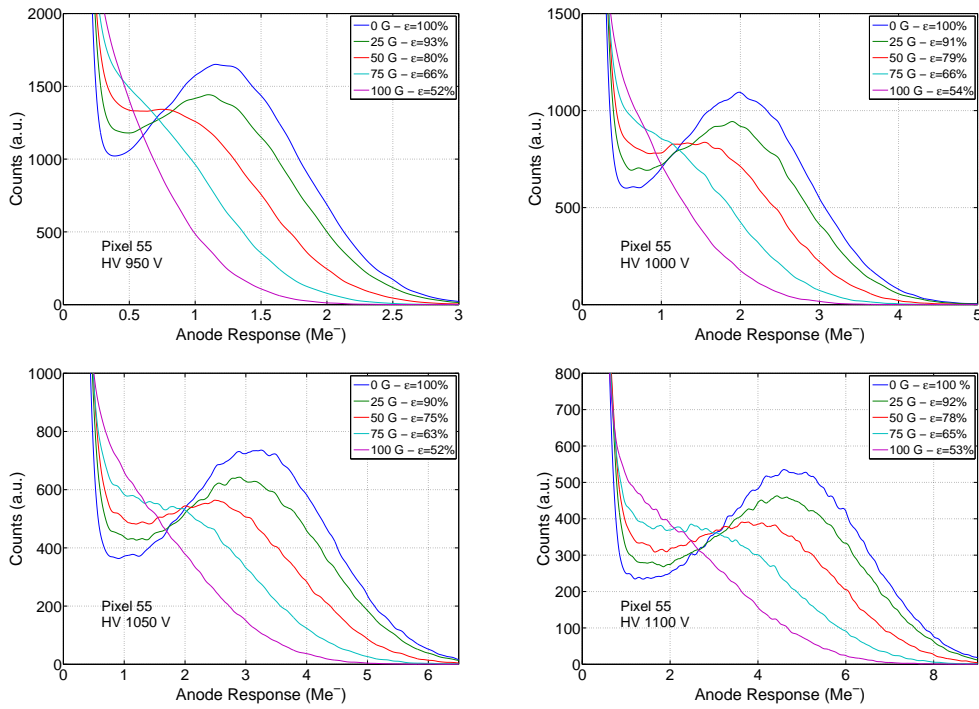 2000
1500
1000
500
0
0 0.5 1 1.5 2 2.5 3
Counts (a.u.)
Anode Response (Me⁻)
Pixel 55
HV 950 V
0 G − ε=100%
25 G − ε=93%
50 G − ε=80%
75 G − ε=66%
100 G − ε=52%
1500
1000
500
0
0 1 2 3 4 5
Counts (a.u.)
Anode Response (Me⁻)
Pixel 55
HV 1000 V
0 G − ε=100%
25 G − ε=91%
50 G − ε=79%
75 G − ε=66%
100 G − ε=54%
1000
800
600
400
200
0
0 1 2 3 4 5 6
Counts (a.u.)
Anode Response (Me⁻)
Pixel 55
HV 1050 V
0 G − ε=100%
25 G − ε=90%
50 G − ε=75%
75 G − ε=63%
100 G − ε=52%
800
700
600
500
400
300
200
100
0
0 2 4 6 8
Counts (a.u.)
Anode Response (Me⁻)
Pixel 55
HV 1100 V
0 G − ε=100 %
25 G − ε=92%
50 G − ε=78%
75 G − ε=65%
100 G − ε=53%